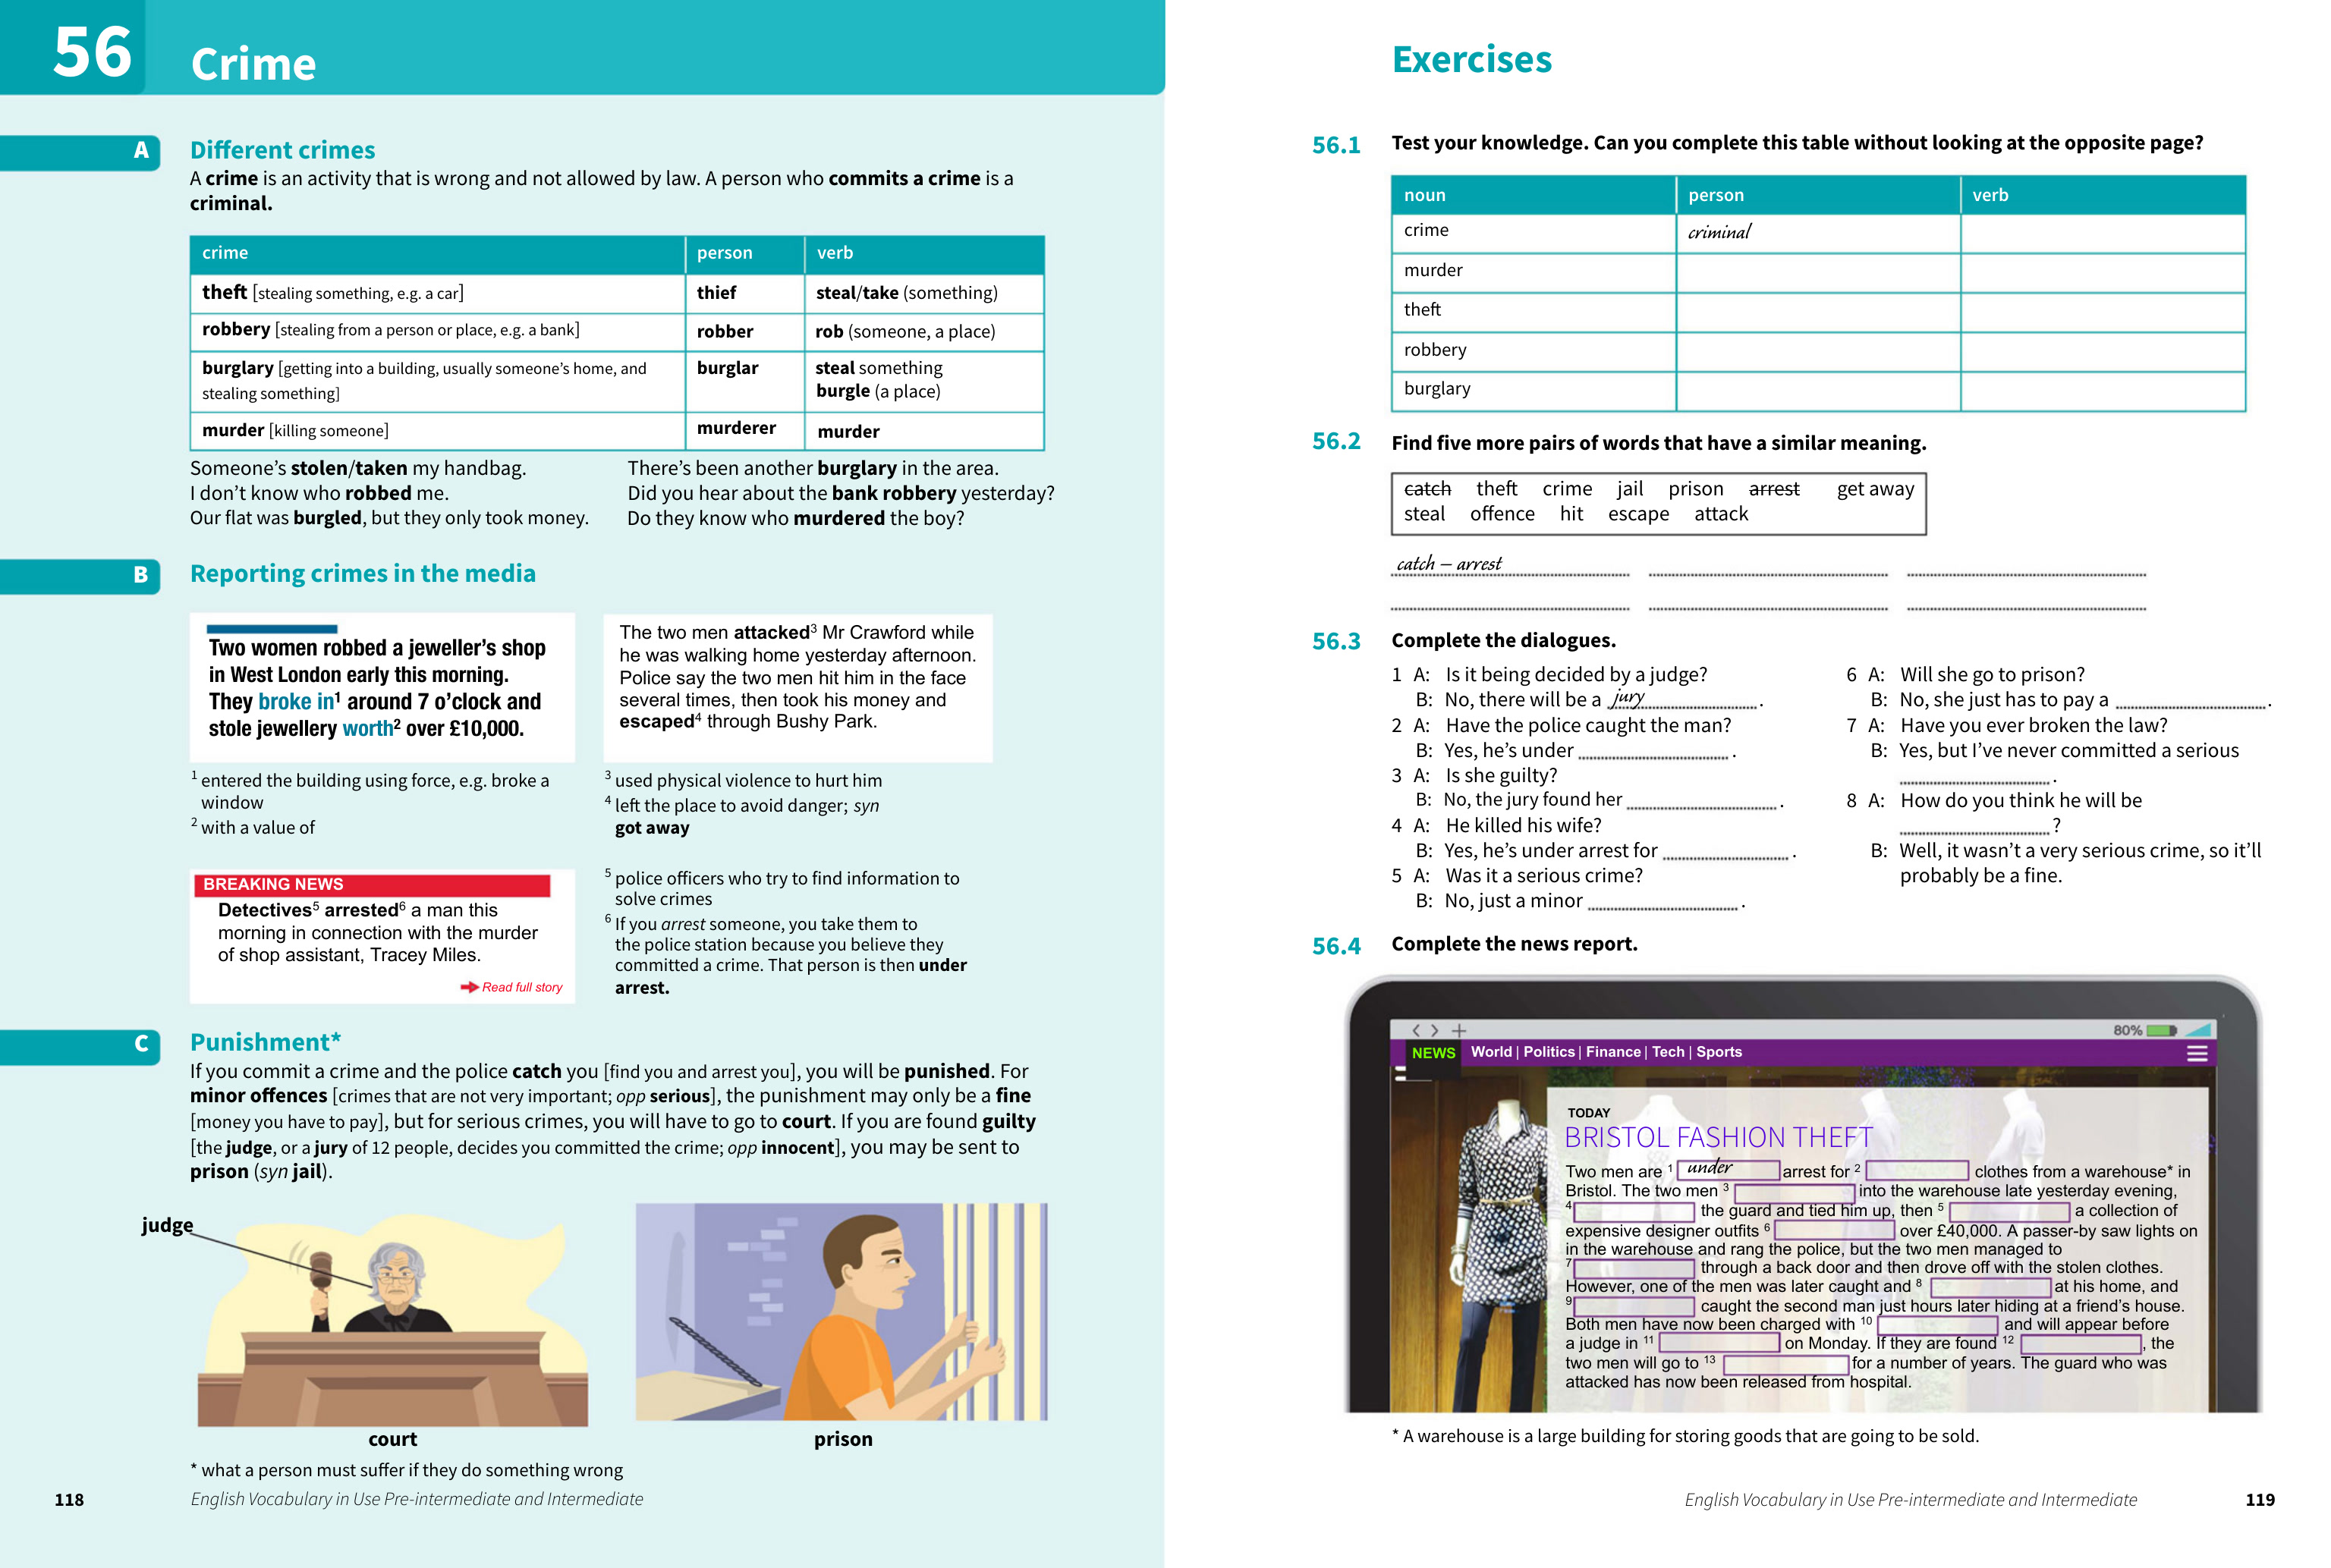 56
Crime
A
Different crimes
A crime is an activity that is wrong and not allowed by law. A person who commits a crime is a
criminal.
crime person verb
theft [stealing something, e.g. a car] thief steal/take (something)
robbery [stealing from a person or place, e.g. a bank] robber rob (someone, a place)
burglary [getting into a building, usually someone's home, and burglar steal something
stealing something] burgle (a place)
murder [killing someone] murderer murder
Someone's stolen/taken my handbag.
I don't know who robbed me.
Our flat was burgled, but they only took money.
There's been another burglary in the area.
Did you hear about the bank robbery yesterday?
Do they know who murdered the boy?
B
Reporting crimes in the media
Two women robbed a jeweller's shop
in West London early this morning.
They broke in1 around 7 o'clock and
stole jewellery worth2 over £10,000.
1 entered the building using force, e.g. broke a
window
2 with a value of
The two men attacked3 Mr Crawford while
he was walking home yesterday afternoon.
Police say the two men hit him in the face
several times, then took his money and
escaped4 through Bushy Park.
3 used physical violence to hurt him
4 left the place to avoid danger; syn
got away
BREAKING NEWS
Detectives5 arrested6 a man this
morning in connection with the murder
of shop assistant, Tracey Miles.
Read full story
5 police officers who try to find information to
solve crimes
6 If you arrest someone, you take them to
the police station because you believe they
committed a crime. That person is then under
arrest.
C
Punishment*
If you commit a crime and the police catch you [find you and arrest you], you will be punished. For
minor offences [crimes that are not very important; opp serious], the punishment may only be a fine
[money you have to pay], but for serious crimes, you will have to go to court. If you are found guilty
[the judge, or a jury of 12 people, decides you committed the crime; opp innocent], you may be sent to
prison (syn jail).
judge
court
prison
* what a person must suffer if they do something wrong
118
English Vocabulary in Use Pre-intermediate and Intermediate
Exercises
56.1 Test your knowledge. Can you complete this table without looking at the opposite page?
noun person verb
crime criminal
murder
theft
robbery
burglary
56.2 Find five more pairs of words that have a similar meaning.
catch theft crime jail prison arrest get away
steal offence hit escape attack
catch – arrest
56.3 Complete the dialogues.
1 A: Is it being decided by a judge?
B: No, there will be a jury.
2 A: Have the police caught the man?
B: Yes, he's under .
3 A: Is she guilty?
B: No, the jury found her .
4 A: He killed his wife?
B: Yes, he's under arrest for .
5 A: Was it a serious crime?
B: No, just a minor .
6 A: Will she go to prison?
B: No, she just has to pay a .
7 A: Have you ever broken the law?
B: Yes, but I've never committed a serious
.
8 A: How do you think he will be
?
B: Well, it wasn't a very serious crime, so it'll
probably be a fine.
56.4 Complete the news report.
80%
NEWS World | Politics | Finance | Tech | Sports
TODAY
BRISTOL FASHION THEFT
Two men are 1 under arrest for 2 clothes from a warehouse* in
Bristol. The two men 3 into the warehouse late yesterday evening,
4 the guard and tied him up, then 5 a collection of
expensive designer outfits 6 over £40,000. A passer-by saw lights on
in the warehouse and rang the police, but the two men managed to
7 through a back door and then drove off with the stolen clothes.
However, one of the men was later caught and 8 at his home, and
9 caught the second man just hours later hiding at a friend's house.
Both men have now been charged with 10 and will appear before
a judge in 11 on Monday. If they are found 12 , the
two men will go to 13 for a number of years. The guard who was
attacked has now been released from hospital.
* A warehouse is a large building for storing goods that are going to be sold.
English Vocabulary in Use Pre-intermediate and Intermediate
119